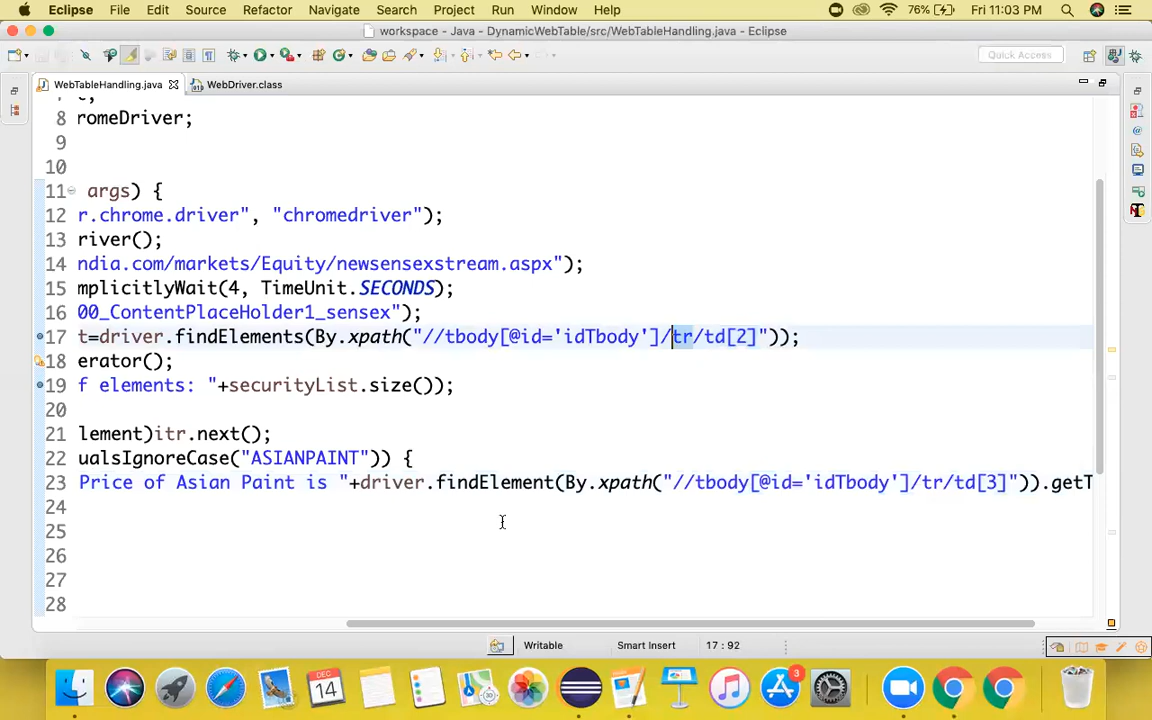 Eclipse File Edit Source Refactor Navigate Search Project Run Window Help 76% Fri 11:03 PM
workspace - Java - DynamicWebTable/src/WebTableHandling.java - Eclipse
Quick Access
WebTableHandling.java WebDriver.class
8 romeDriver;
9
10
11 args) {
12 r.chrome.driver", "chromedriver");
13 river();
14 ndia.com/markets/Equity/newsensexstream.aspx");
15 mplicitlyWait(4, TimeUnit.SECONDS);
16 00_ContentPlaceHolder1_sensex");
17 t=driver.findElements(By.xpath("//tbody[@id='idTbody']/tr/td[2]"));
18 erator();
19 f elements: "+securityList.size());
20
21 lement)itr.next();
22 ualsIgnoreCase("ASIANPAINT")) {
23 Price of Asian Paint is "+driver.findElement(By.xpath("//tbody[@id='idTbody']/tr/td[3]")).getT
24
25
26
27
28
Writable Smart Insert 17 : 92
DEC
14
3